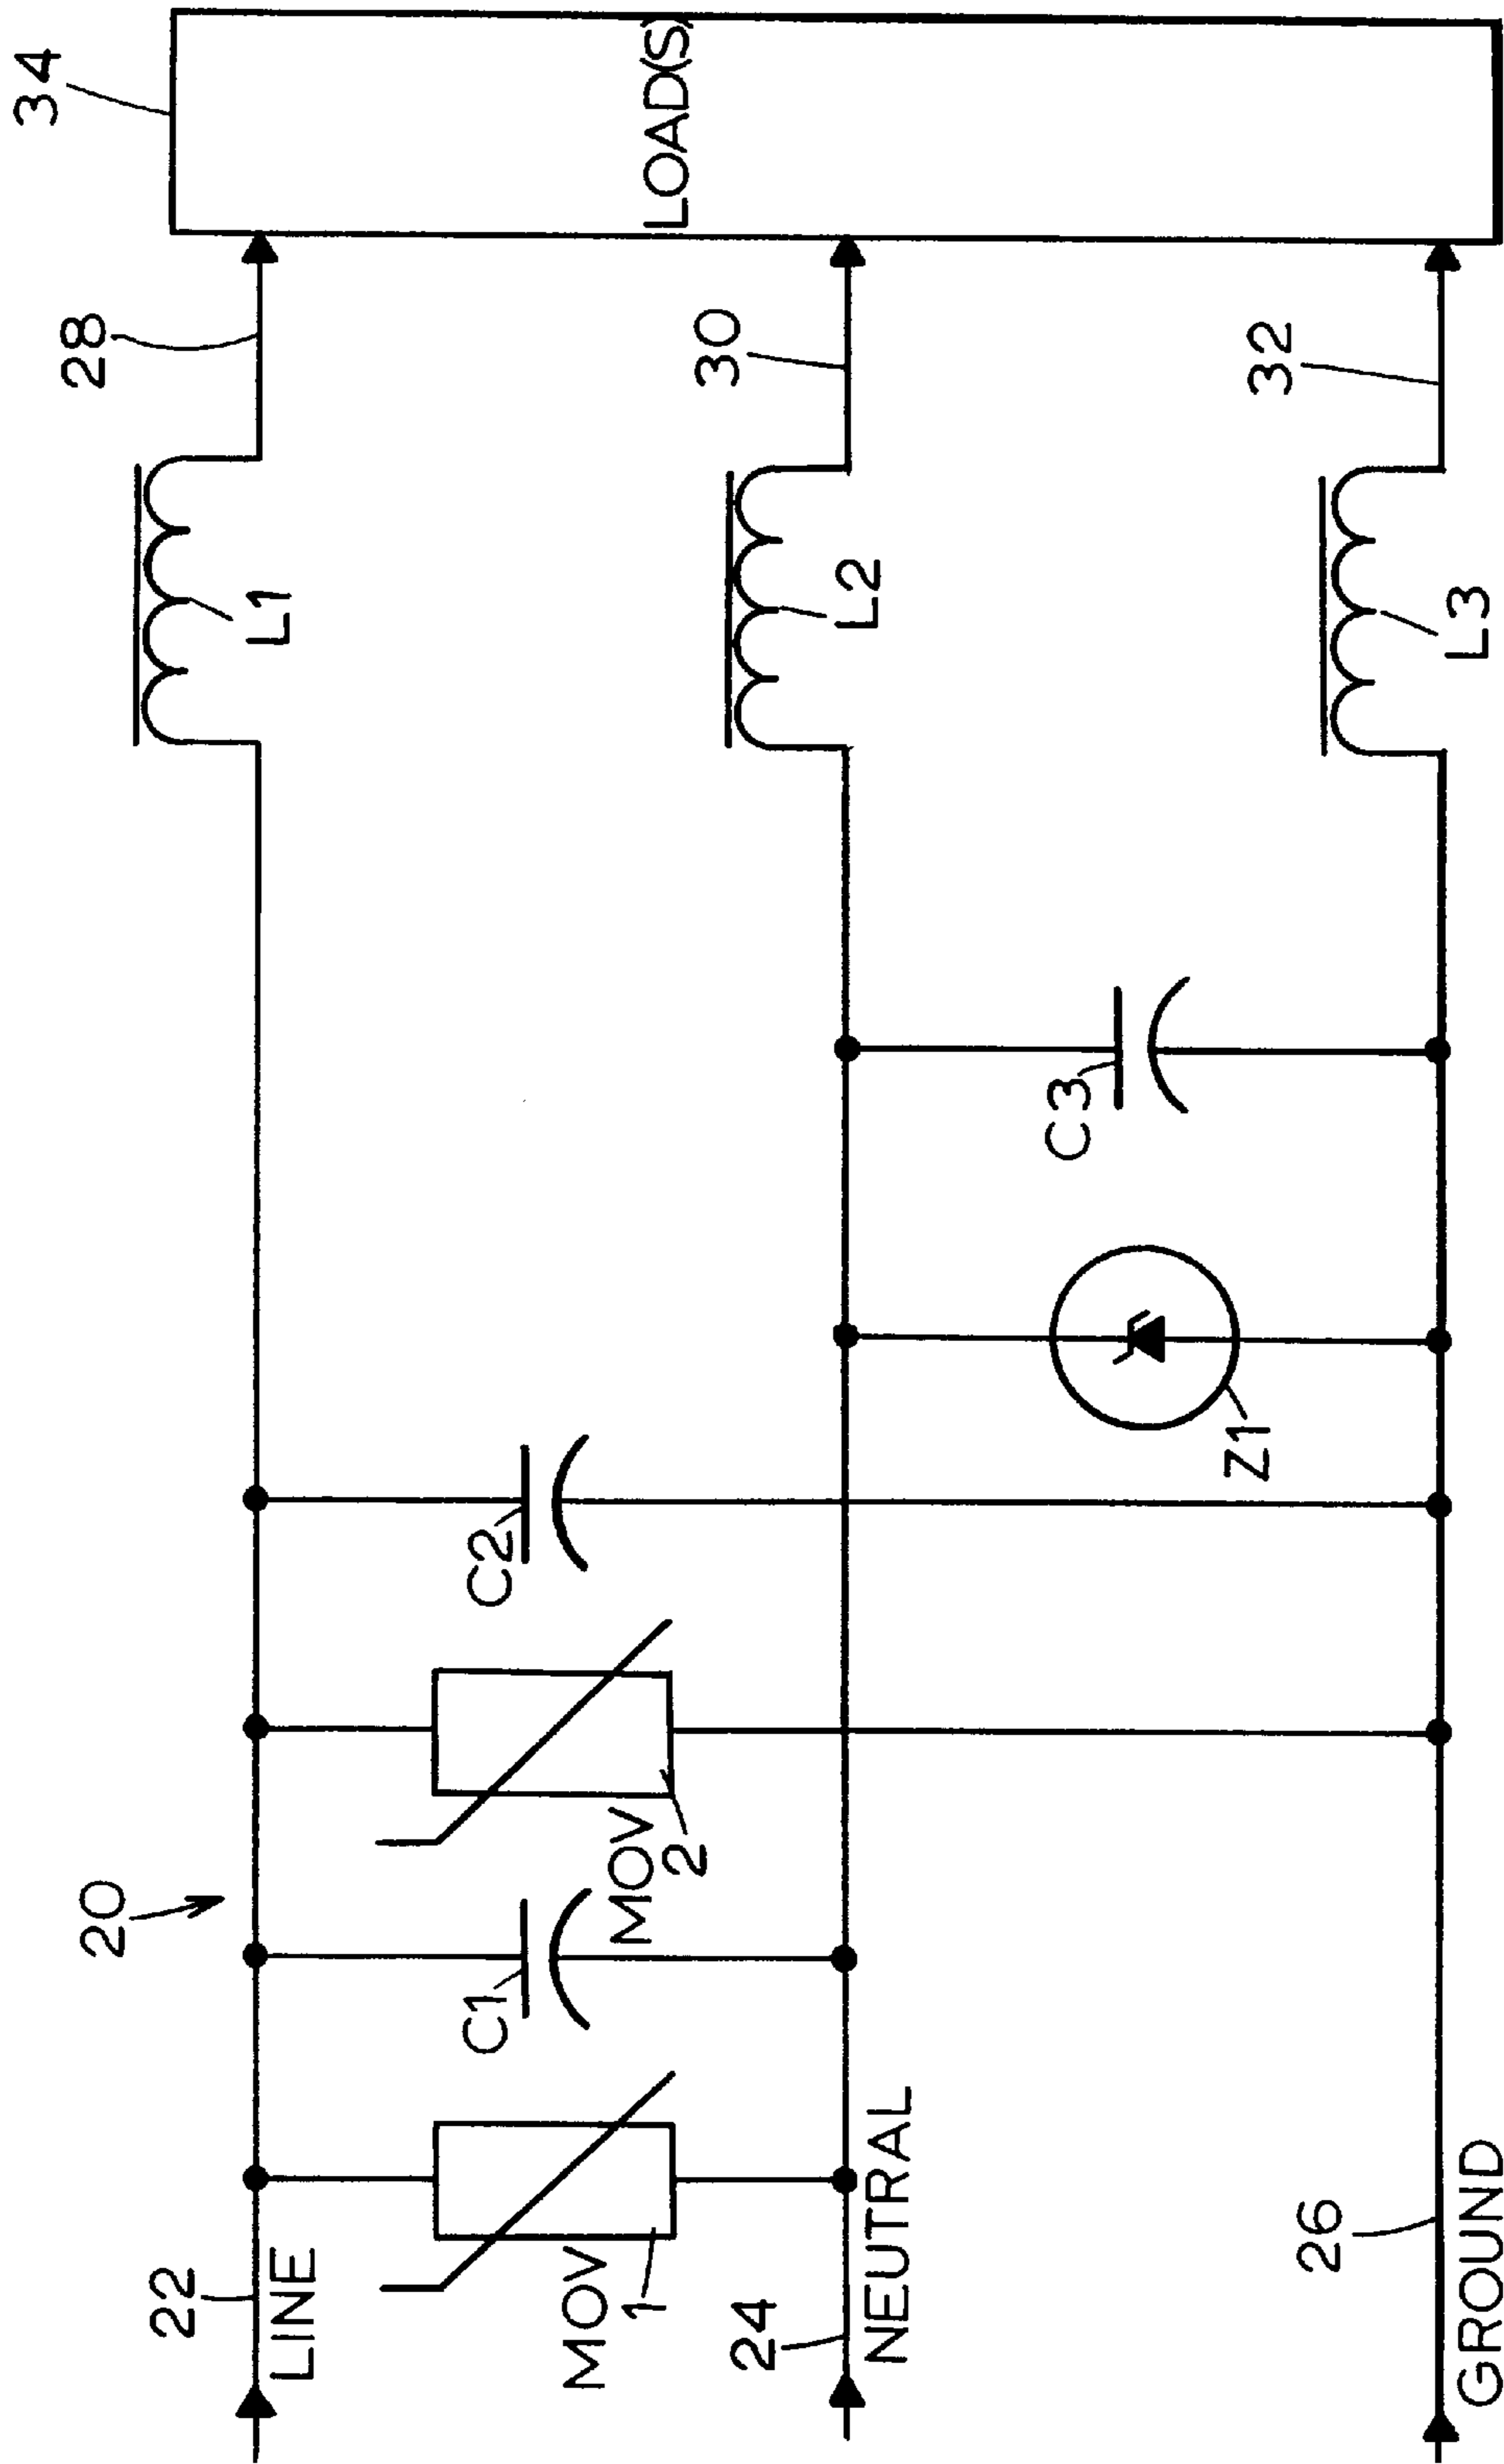 20
22
LINE
MOV
1
C1
MOV
2
C2
L1
28
34
24
NEUTRAL
Z1
C3
L2
30
LOAD(S)
26
GROUND
L3
32